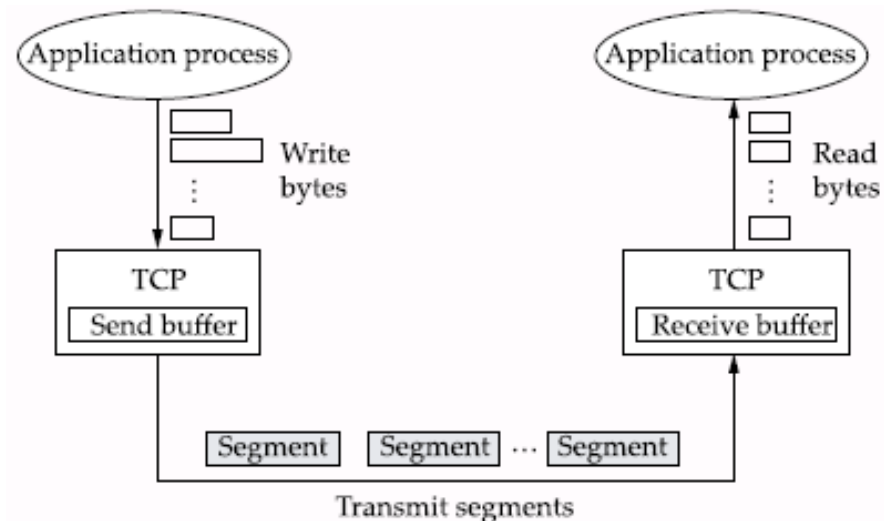 Application process
Application process
Write
bytes
Read
bytes
TCP
Send buffer
TCP
Receive buffer
Segment
Segment
...
Segment
Transmit segments